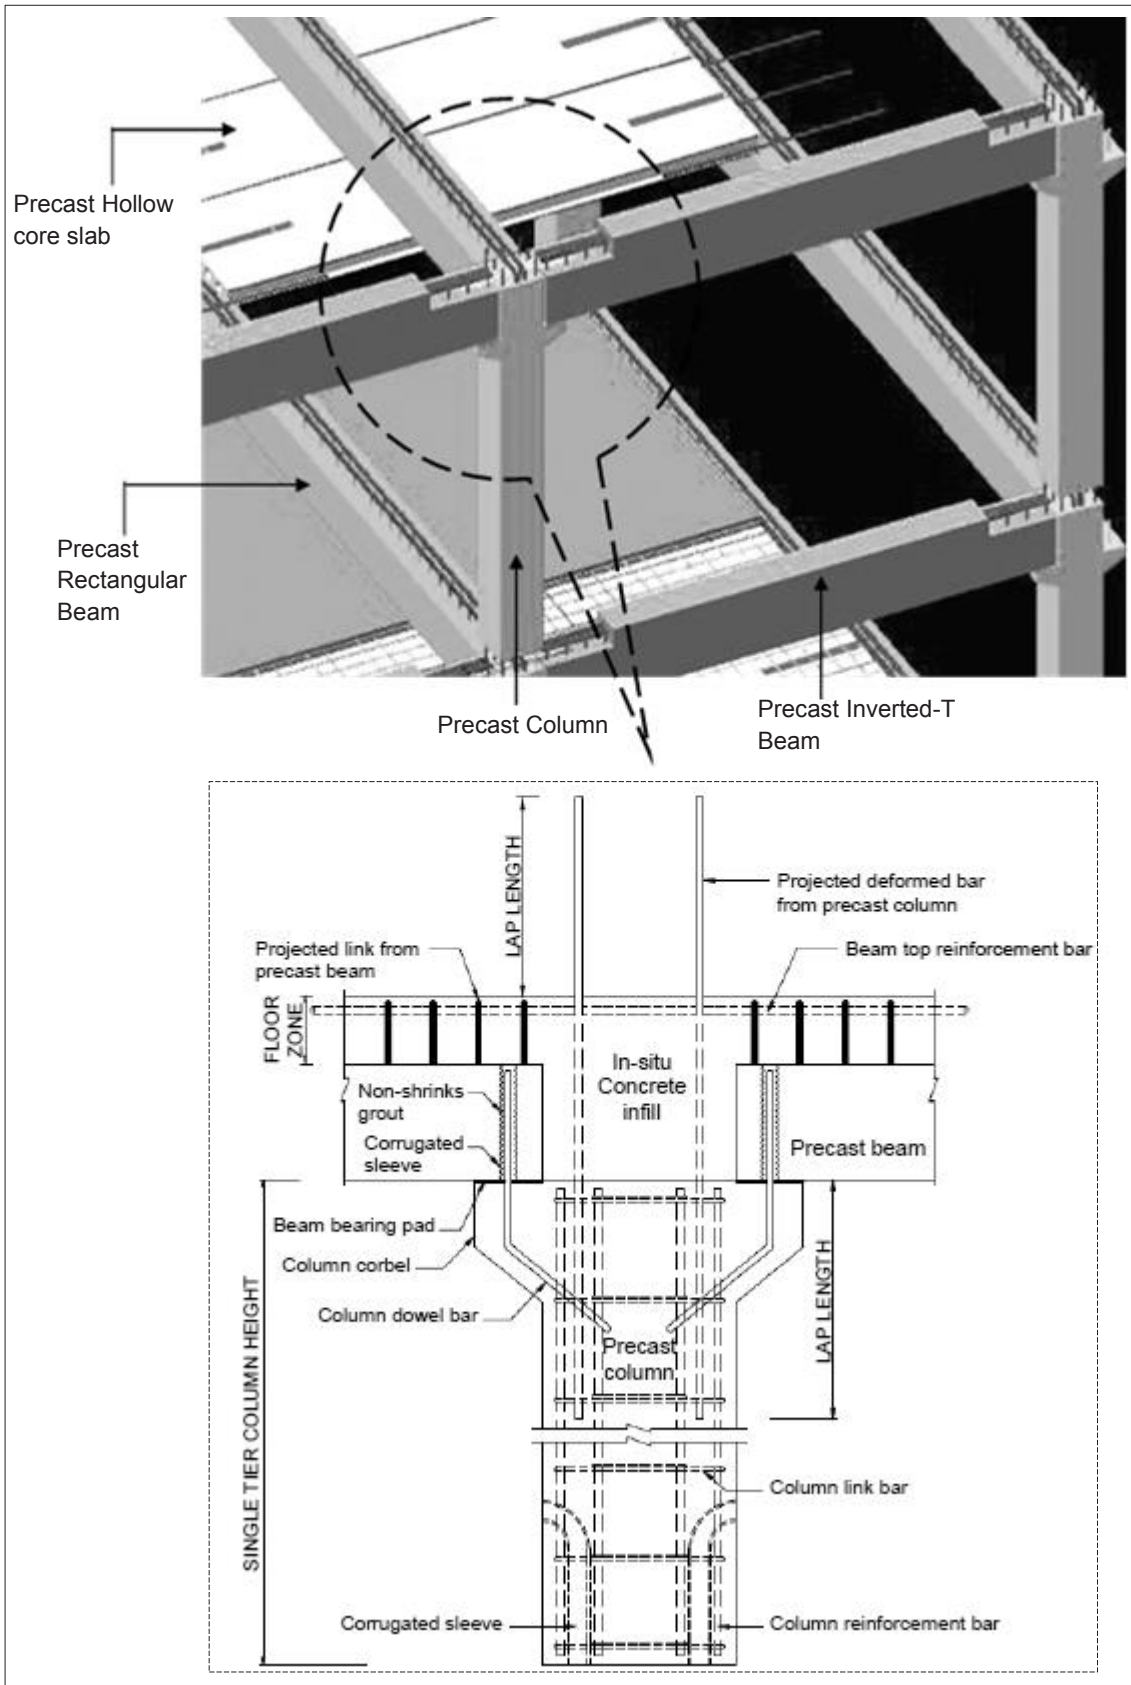 Precast Hollow
core slab
Precast
Rectangular
Beam
Precast Column
Precast Inverted-T
Beam
LAP LENGTH
Projected deformed bar
from precast column
Projected link from
precast beam
Beam top reinforcement bar
FLOOR
ZONE
In-situ
Concrete
infill
Non-shrinks
grout
Corrugated
sleeve
Precast beam
Beam bearing pad
Column corbel
Column dowel bar
LAP LENGTH
SINGLE TIER COLUMN HEIGHT
Precast
column
Column link bar
Corrugated sleeve
Column reinforcement bar